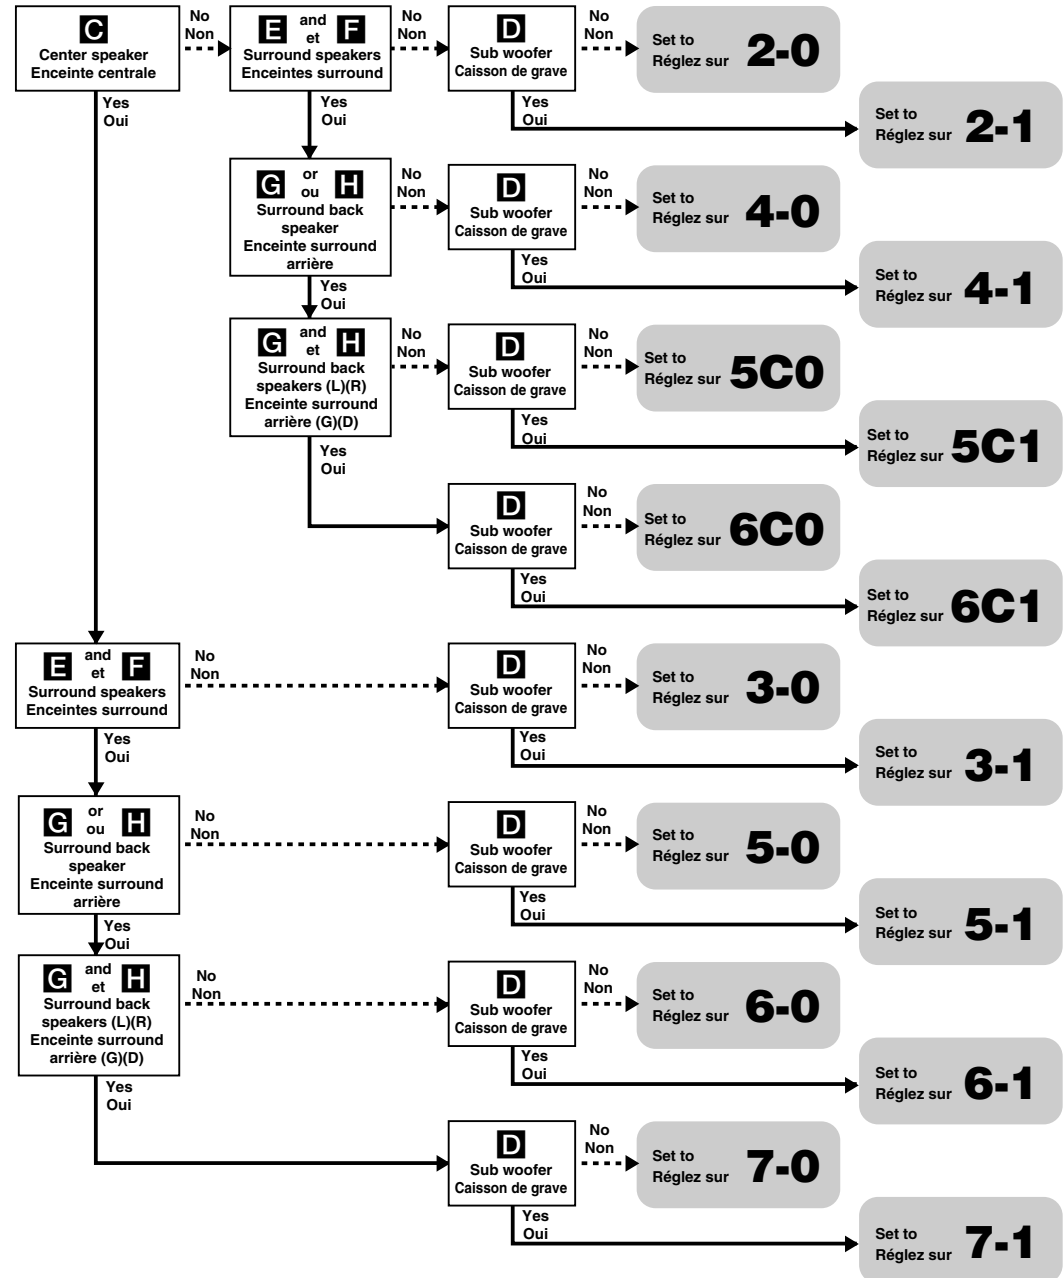 C
Center speaker
Enceinte centrale
No
Non
E and F
et
Surround speakers
Enceintes surround
No
Non
D
Sub woofer
Caisson de grave
No
Non
Set to
Réglez sur
2-0
Yes
Oui
Yes
Oui
Yes
Oui
Set to
Réglez sur
2-1
G or H
ou
Surround back
speaker
Enceinte surround
arrière
No
Non
D
Sub woofer
Caisson de grave
No
Non
Set to
Réglez sur
4-0
Yes
Oui
Yes
Oui
Set to
Réglez sur
4-1
G and H
et
Surround back
speakers (L)(R)
Enceinte surround
arrière (G)(D)
No
Non
D
Sub woofer
Caisson de grave
No
Non
Set to
Réglez sur
5C0
Yes
Oui
Yes
Oui
Set to
Réglez sur
5C1
D
Sub woofer
Caisson de grave
No
Non
Set to
Réglez sur
6C0
Yes
Oui
Set to
Réglez sur
6C1
E and F
et
Surround speakers
Enceintes surround
No
Non
D
Sub woofer
Caisson de grave
No
Non
Set to
Réglez sur
3-0
Yes
Oui
Yes
Oui
Set to
Réglez sur
3-1
G or H
ou
Surround back
speaker
Enceinte surround
arrière
No
Non
D
Sub woofer
Caisson de grave
No
Non
Set to
Réglez sur
5-0
Yes
Oui
Yes
Oui
Set to
Réglez sur
5-1
G and H
et
Surround back
speakers (L)(R)
Enceinte surround
arrière (G)(D)
No
Non
D
Sub woofer
Caisson de grave
No
Non
Set to
Réglez sur
6-0
Yes
Oui
Yes
Oui
Set to
Réglez sur
6-1
D
Sub woofer
Caisson de grave
No
Non
Set to
Réglez sur
7-0
Yes
Oui
Set to
Réglez sur
7-1